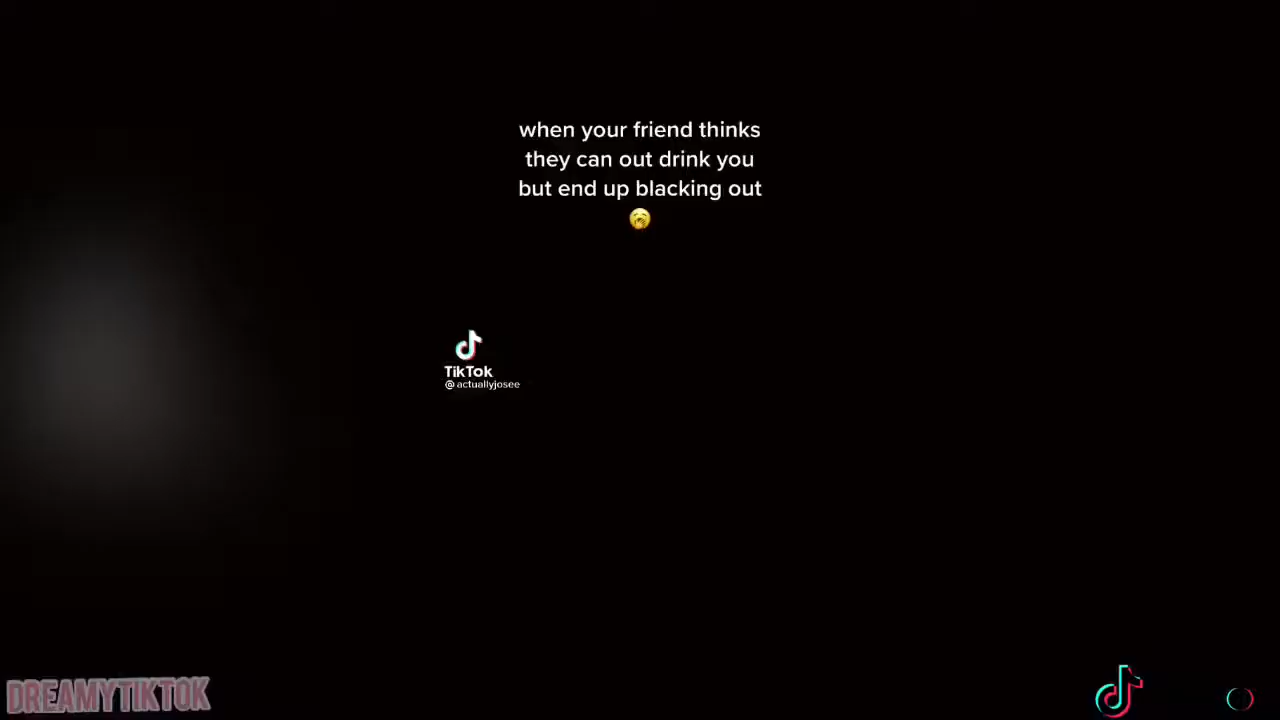 when your friend thinks
they can out drink you
but end up blacking out
🥱
TikTok
@actuallyjosee
DREAMYTIKTOK